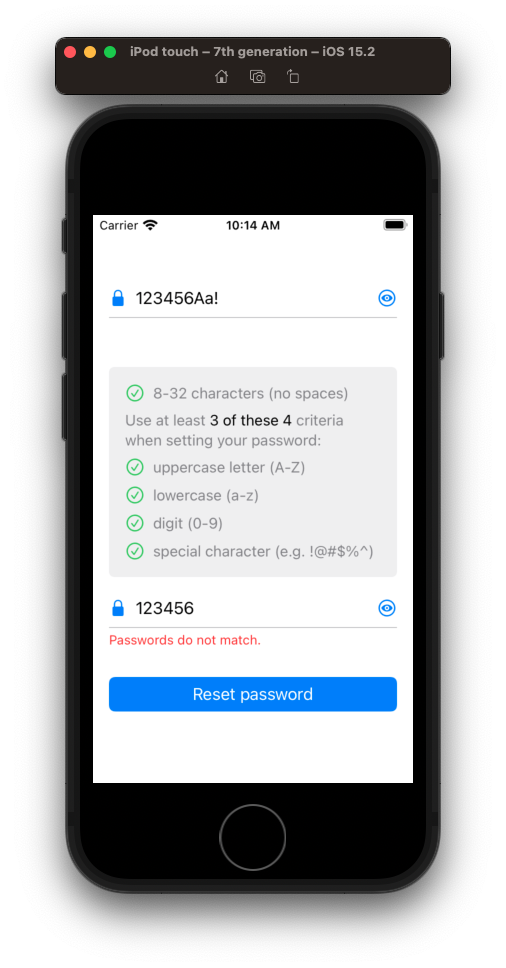 iPod touch – 7th generation – iOS 15.2
Carrier 10:14 AM
123456Aa!
8-32 characters (no spaces)
Use at least 3 of these 4 criteria
when setting your password:
uppercase letter (A-Z)
lowercase (a-z)
digit (0-9)
special character (e.g. !@#$%^)
123456
Passwords do not match.
Reset password